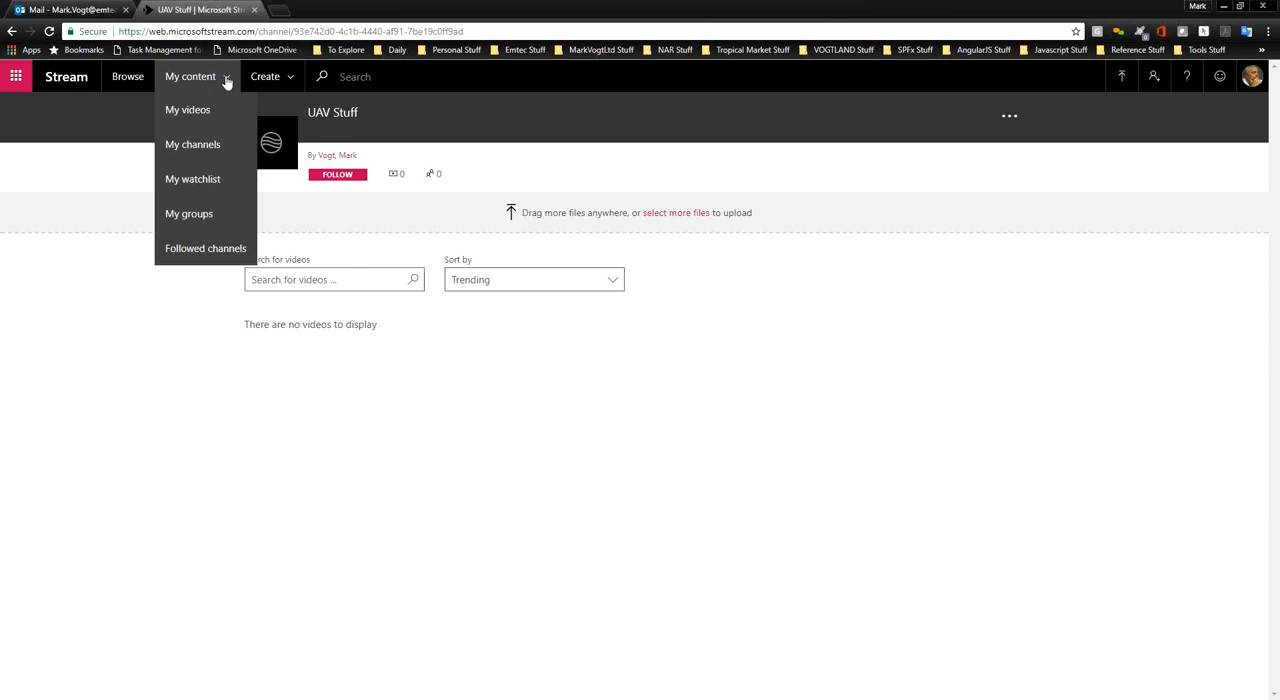 Mail - Mark.Vogt@emtec
UAV Stuff | Microsoft Str
Mark
Secure
https://web.microsoftstream.com/channel/93e742d0-4c1b-4440-af91-7be19c0ff9ad
Apps
Bookmarks
Task Management fo
Microsoft OneDrive
To Explore
Daily
Personal Stuff
Emtec Stuff
MarkVogtLtd Stuff
NAR Stuff
Tropical Market Stuff
VOGTLAND Stuff
SPFx Stuff
AngularJS Stuff
Javascript Stuff
Reference Stuff
Tools Stuff
»
Stream
Browse
My content
Create
Search
?
My videos
My channels
My watchlist
My groups
Followed channels
UAV Stuff
By Vogt, Mark
FOLLOW
0
0
Drag more files anywhere, or select more files to upload
ch for videos
Sort by
Search for videos ...
Trending
There are no videos to display